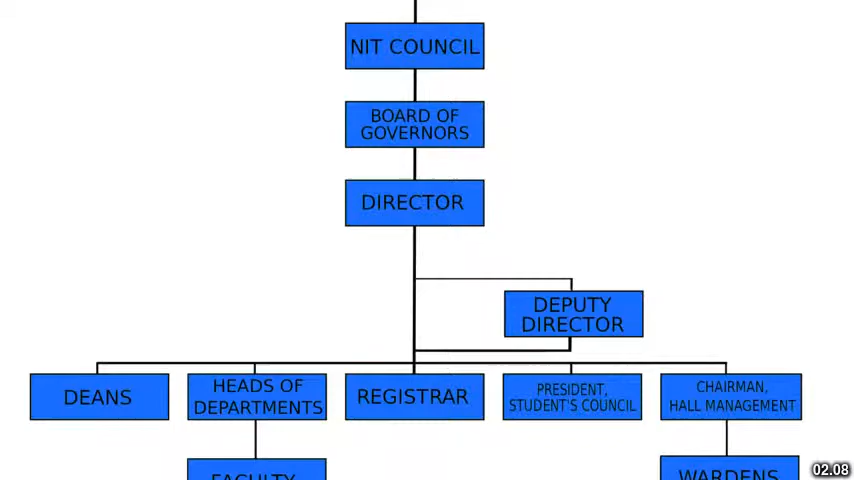 NIT COUNCIL
BOARD OF
GOVERNORS
DIRECTOR
DEPUTY
DIRECTOR
DEANS
HEADS OF
DEPARTMENTS
REGISTRAR
PRESIDENT,
STUDENT'S COUNCIL
CHAIRMAN,
HALL MANAGEMENT
FACULTY
WARDENS
02.08